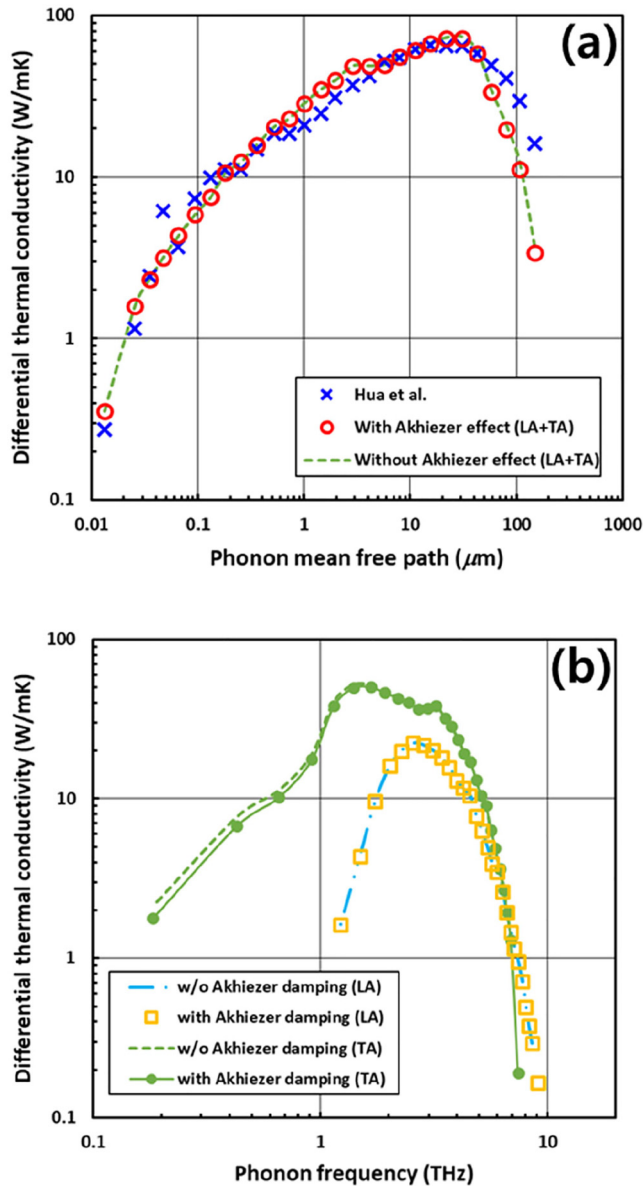 (a)
Differential thermal conductivity (W/mK)
100
10
1
0.1
Hua et al.
With Akhiezer effect (LA+TA)
Without Akhiezer effect (LA+TA)
0.01 0.1 1 10 100 1000
Phonon mean free path (μm)
(b)
Differential thermal conductivity (W/mK)
100
10
1
0.1
w/o Akhiezer damping (LA)
with Akhiezer damping (LA)
w/o Akhiezer damping (TA)
with Akhiezer damping (TA)
0.1 1 10
Phonon frequency (THz)